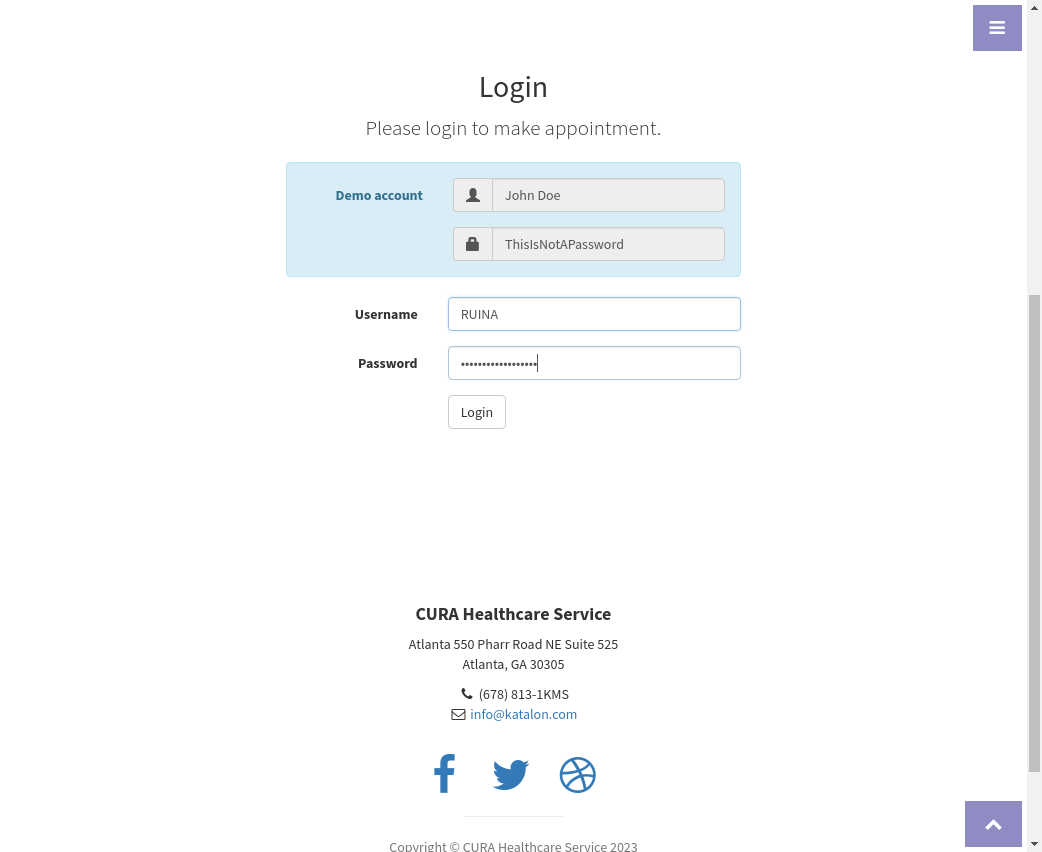 Login
Please login to make appointment.
Demo account
John Doe
ThisIsNotAPassword
Username
RUINA
Password
••••••••••••••••••
Login
CURA Healthcare Service
Atlanta 550 Pharr Road NE Suite 525
Atlanta, GA 30305
(678) 813-1KMS
info@katalon.com
Copyright © CURA Healthcare Service 2023